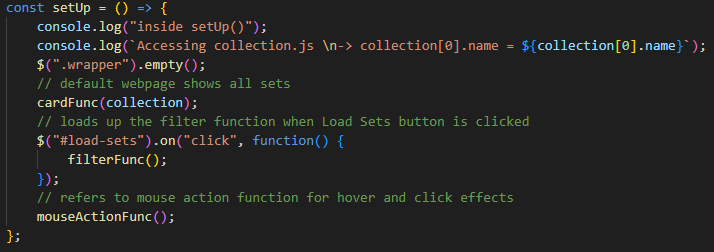 const setUp = () => {
    console.log("inside setUp()");
    console.log(`Accessing collection.js \n-> collection[0].name = ${collection[0].name}`);
    $(".wrapper").empty();
    // default webpage shows all sets
    cardFunc(collection);
    // loads up the filter function when Load Sets button is clicked
    $("#load-sets").on("click", function() {
        filterFunc();
    });
    // refers to mouse action function for hover and click effects
    mouseActionFunc();
};